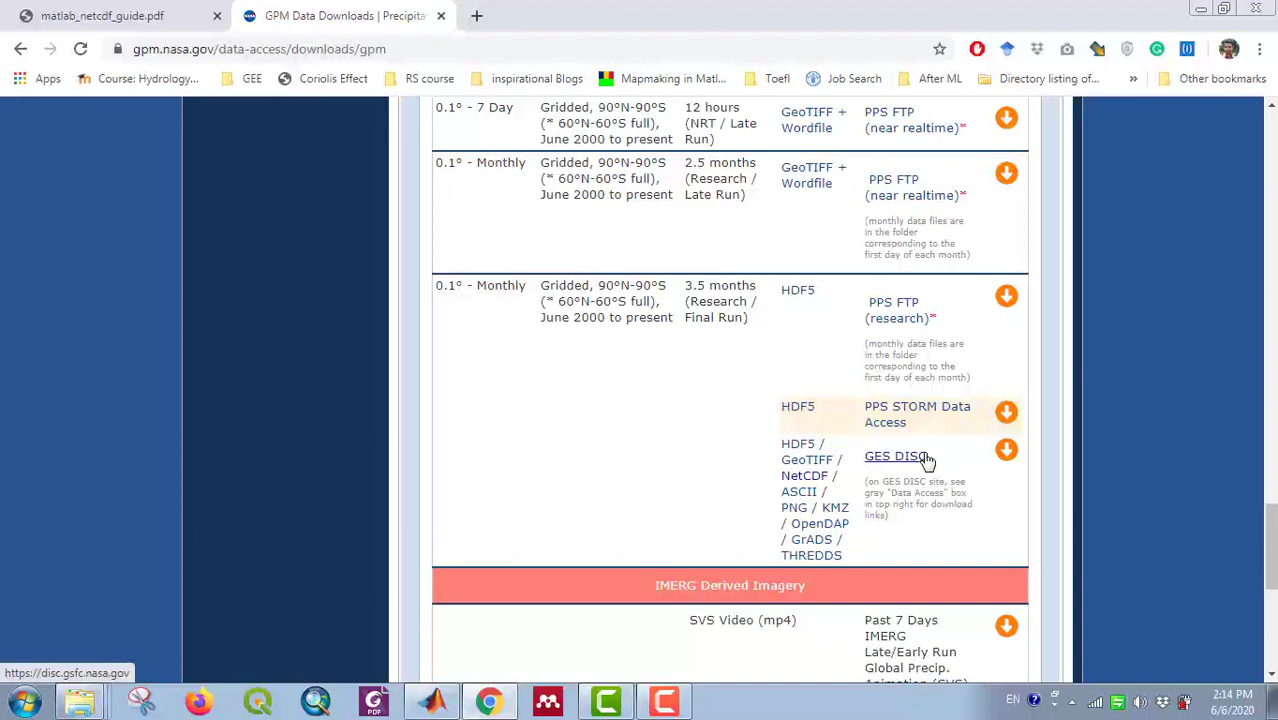 matlab_netcdf_guide.pdf
GPM Data Downloads | Precipita
gpm.nasa.gov/data-access/downloads/gpm
Apps
Course: Hydrology...
GEE
Coriolis Effect
RS course
inspirational Blogs
Mapmaking in Matl...
Toefl
Job Search
After ML
Directory listing of...
»
Other bookmarks
0.1° - 7 Day
Gridded, 90°N-90°S
(* 60°N-60°S full),
June 2000 to present
12 hours
(NRT / Late
Run)
GeoTIFF +
Wordfile
PPS FTP
(near realtime)*
0.1° - Monthly
Gridded, 90°N-90°S
(* 60°N-60°S full),
June 2000 to present
2.5 months
(Research /
Late Run)
GeoTIFF +
Wordfile
PPS FTP
(near realtime)*
(monthly data files are
in the folder
corresponding to the
first day of each month)
0.1° - Monthly
Gridded, 90°N-90°S
(* 60°N-60°S full),
June 2000 to present
3.5 months
(Research /
Final Run)
HDF5
PPS FTP
(research)*
(monthly data files are
in the folder
corresponding to the
first day of each month)
HDF5
PPS STORM Data
Access
HDF5 /
GeoTIFF /
NetCDF /
ASCII /
PNG / KMZ
/ OpenDAP
/ GrADS /
THREDDS
GES DISC
(on GES DISC site, see
gray "Data Access" box
in top right for download
links)
IMERG Derived Imagery
SVS Video (mp4)
Past 7 Days
IMERG
Late/Early Run
Global Precip.
Animation (SVS)
https://disc.gsfc.nasa.gov
PDF
EN
2:14 PM
6/6/2020